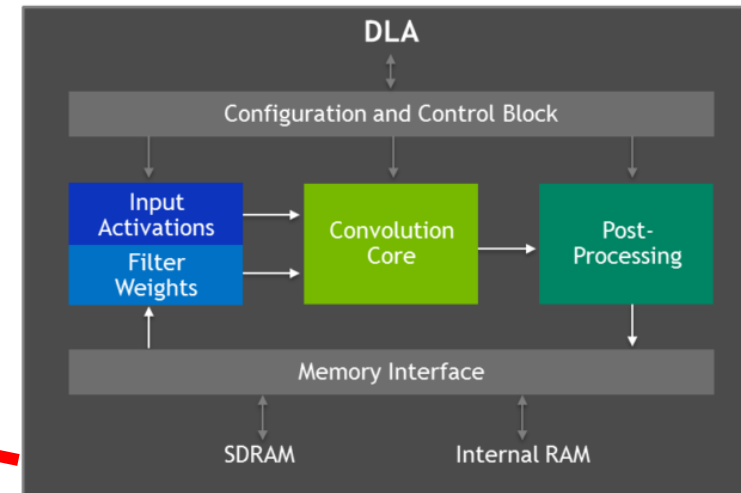 DLA
Configuration and Control Block
Input
Activations
Filter
Weights
Convolution
Core
Post-
Processing
Memory Interface
SDRAM
Internal RAM